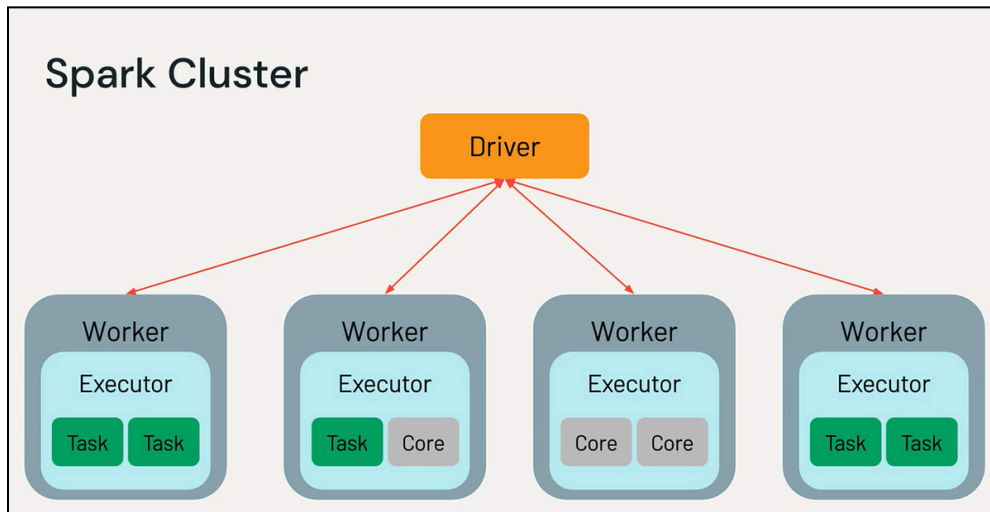 Spark Cluster
Driver
Worker Worker Worker Worker
Executor Executor Executor Executor
Task Task Task Core Core Core Task Task